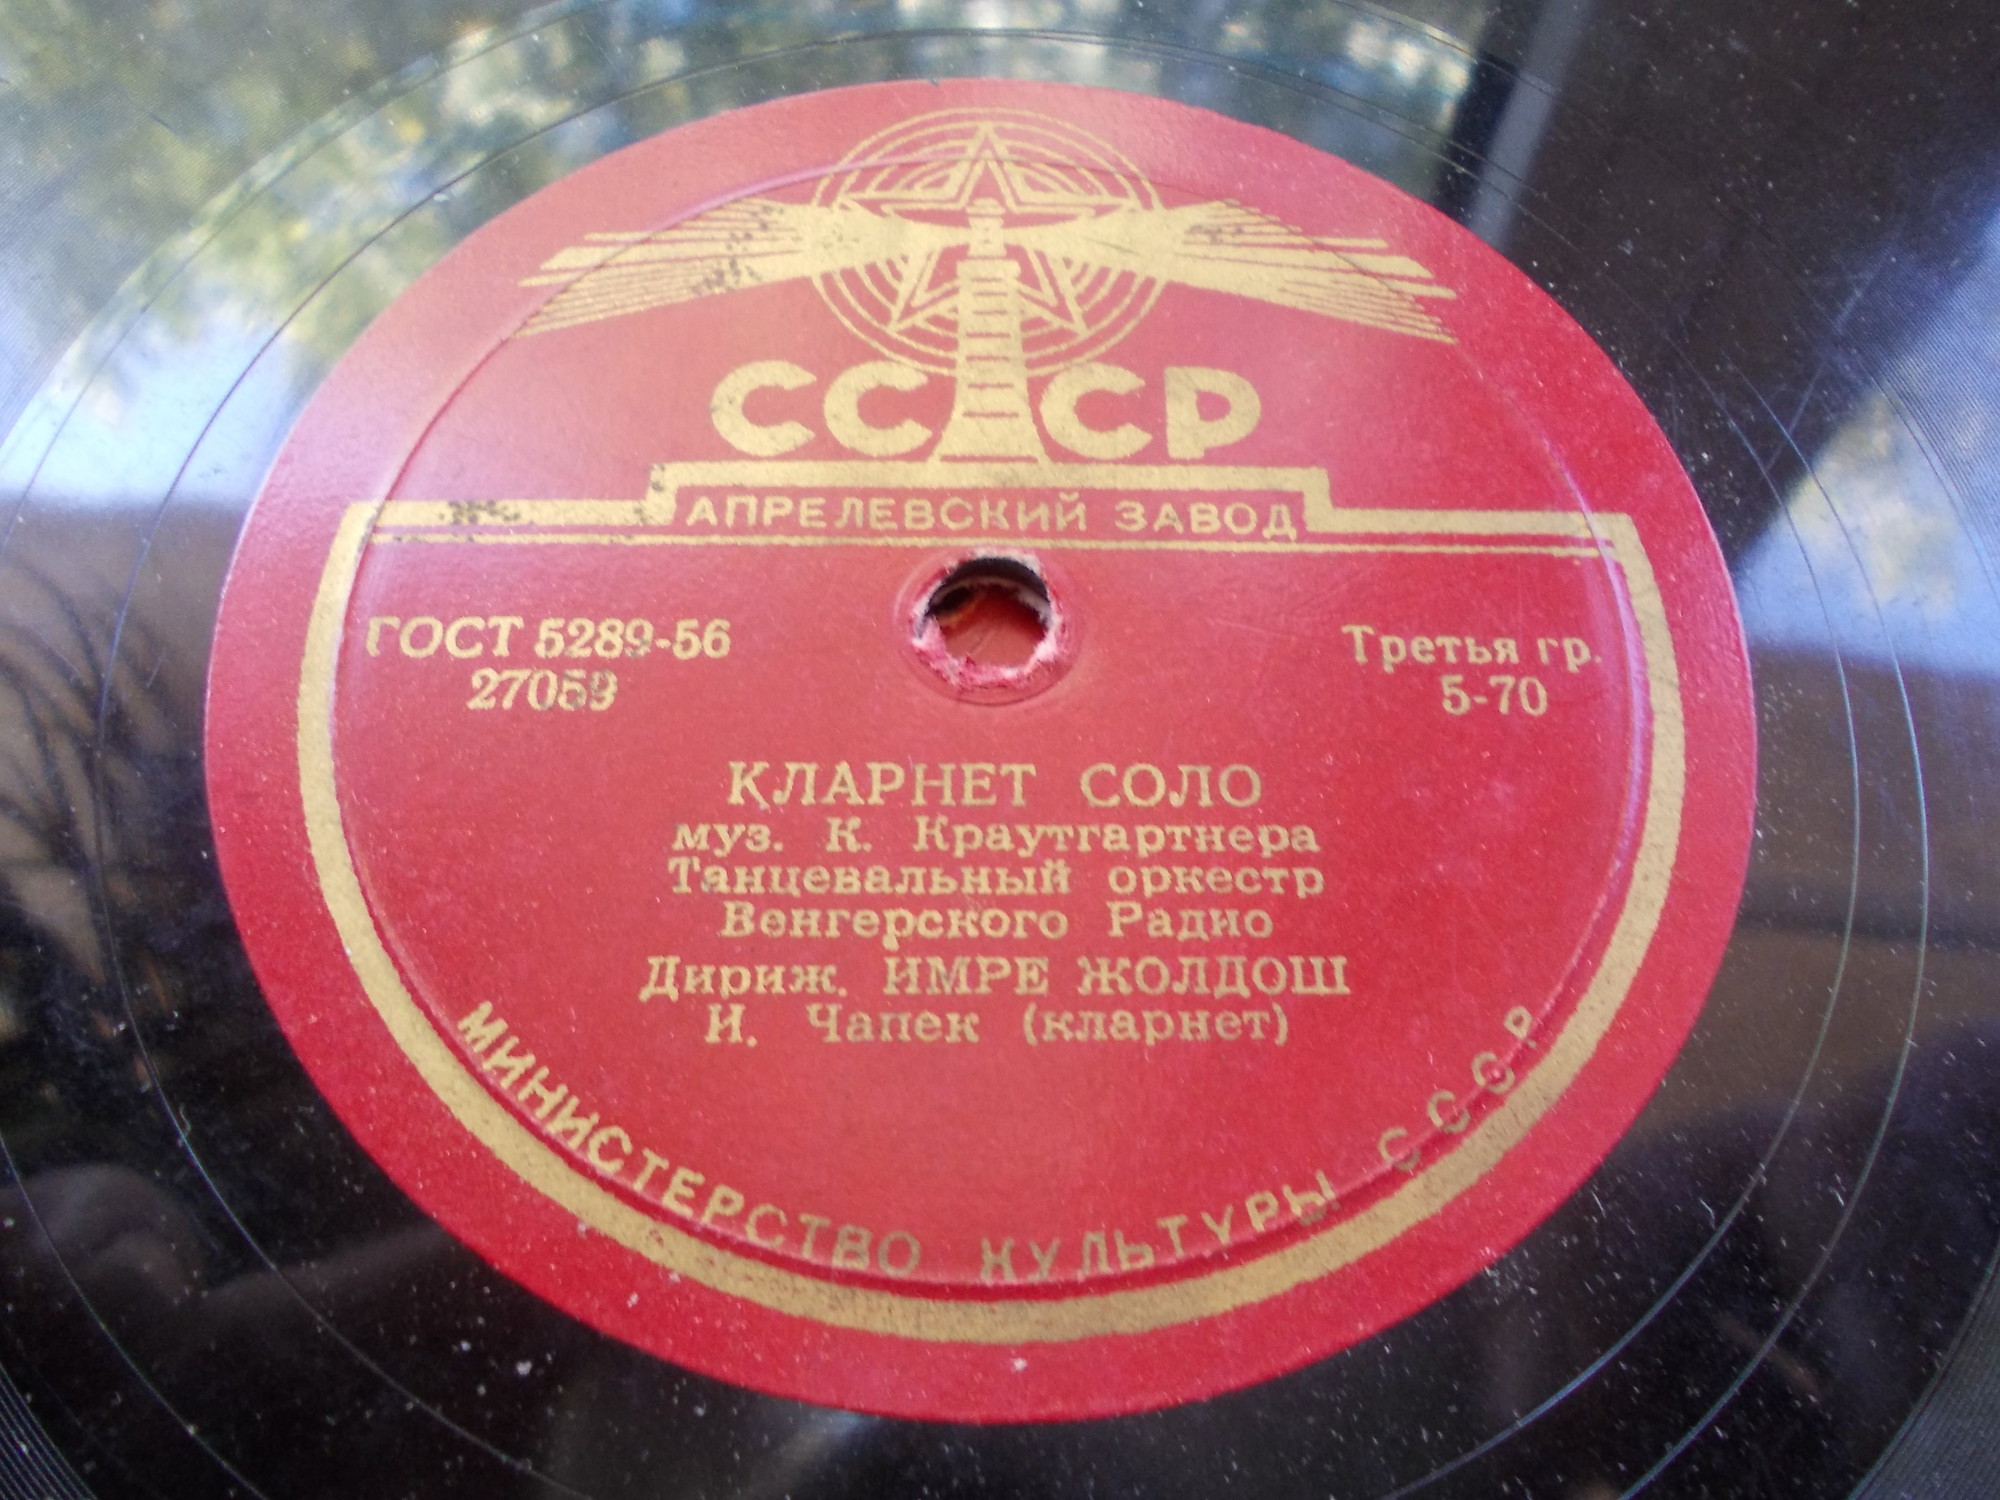 СССР
АПРЕЛЕВСКИЙ ЗАВОД
ГОСТ 5289-56
27059
Третья гр.
5-70
КЛАРНЕТ СОЛО
муз. К. Краутгартнера
Танцевальный оркестр
Венгерского Радио
Дириж. ИМРЕ ЖОЛДОШ
И. Чапек (кларнет)
МИНИСТЕРСТВО КУЛЬТУРЫ СССР